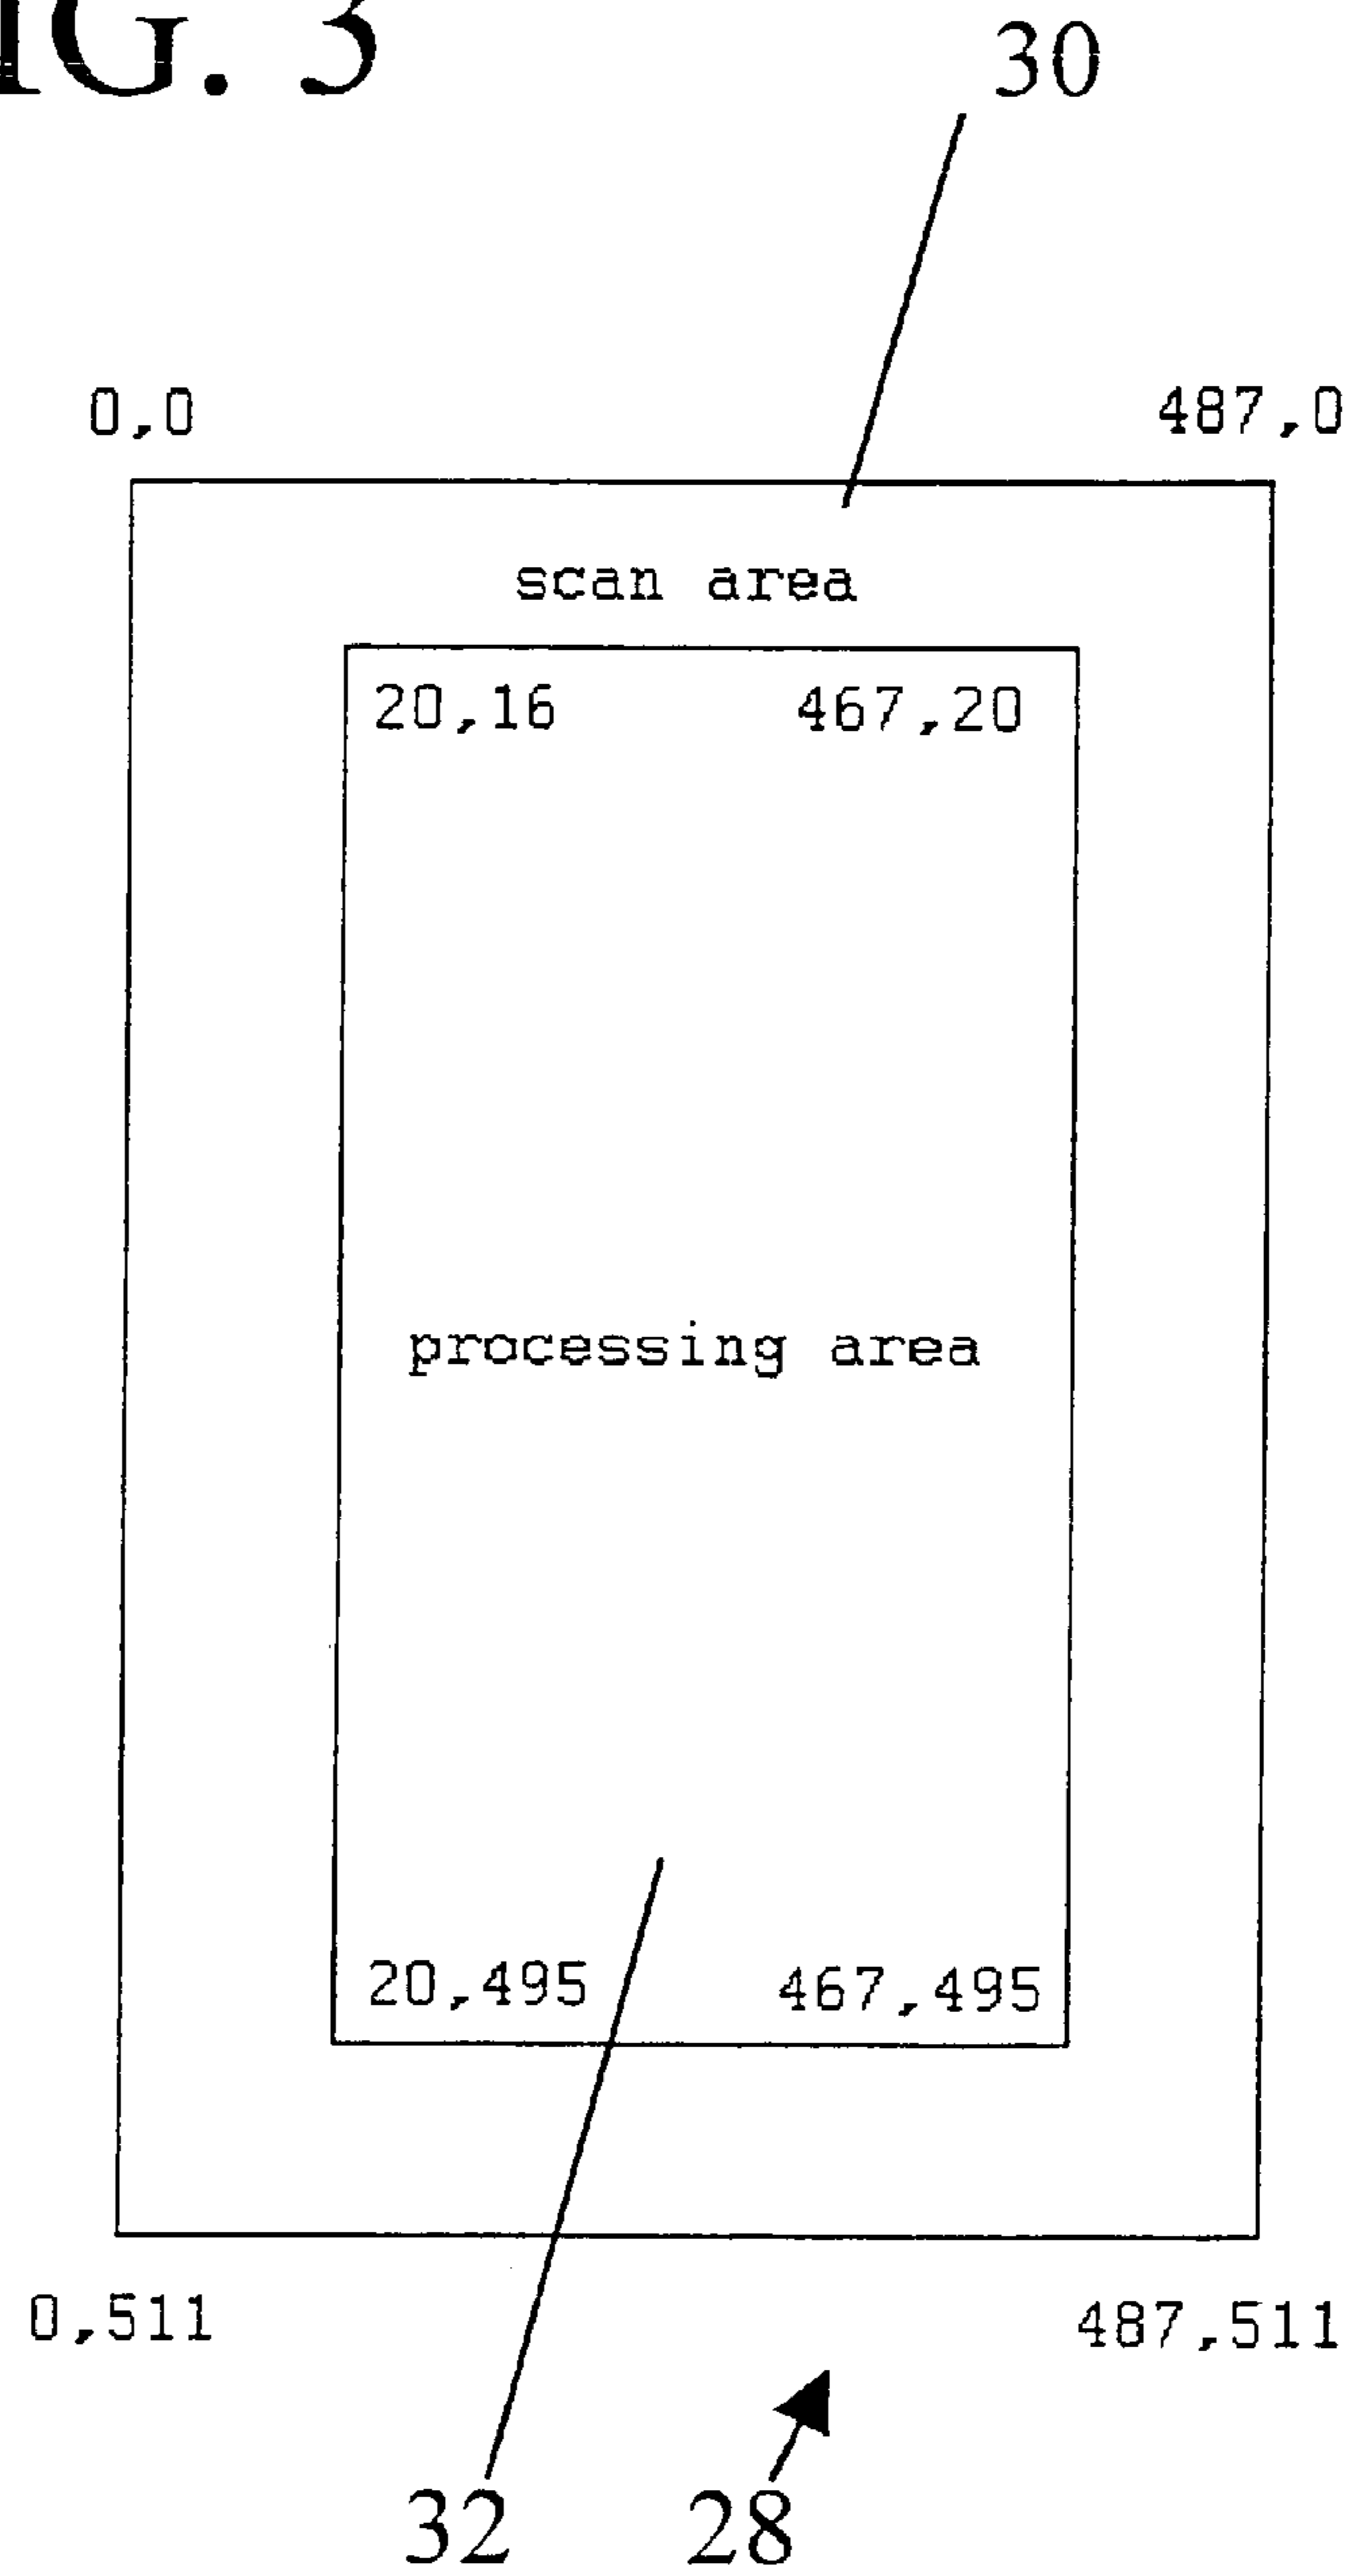 IG. 3
30
0,0 487,0
scan area
20,16 467,20
processing area
20,495 467,495
0,511 487,511
32 28